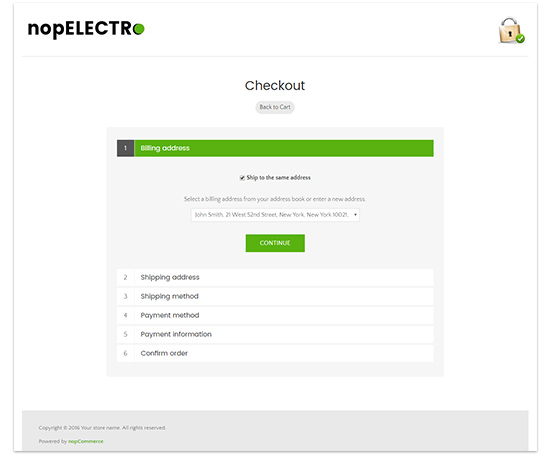 nopELECTRO
Checkout
Back to Cart
1 Billing address
Ship to the same address
Select a billing address from your address book or enter a new address.
John Smith, 21 West 52nd Street, New York, New York 10021,
CONTINUE
2 Shipping address
3 Shipping method
4 Payment method
5 Payment information
6 Confirm order
Copyright © 2016 Your store name. All rights reserved.
Powered by nopCommerce